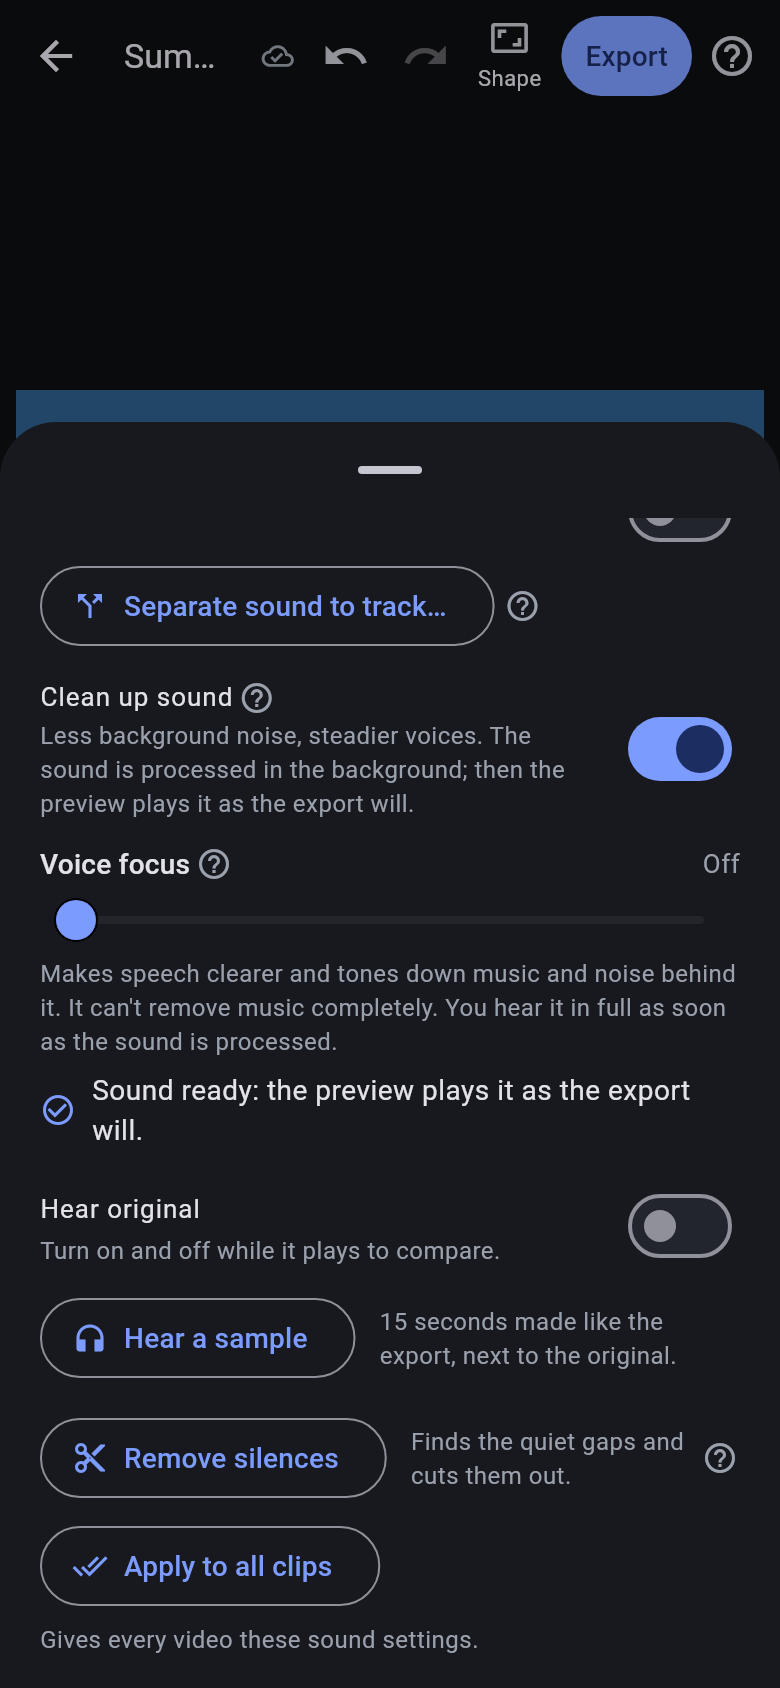 Sum…
Shape
Export
Separate sound to track…
Clean up sound
Less background noise, steadier voices. The
sound is processed in the background; then the
preview plays it as the export will.
Voice focus
Off
Makes speech clearer and tones down music and noise behind
it. It can't remove music completely. You hear it in full as soon
as the sound is processed.
Sound ready: the preview plays it as the export
will.
Hear original
Turn on and off while it plays to compare.
Hear a sample
15 seconds made like the
export, next to the original.
Remove silences
Finds the quiet gaps and
cuts them out.
Apply to all clips
Gives every video these sound settings.